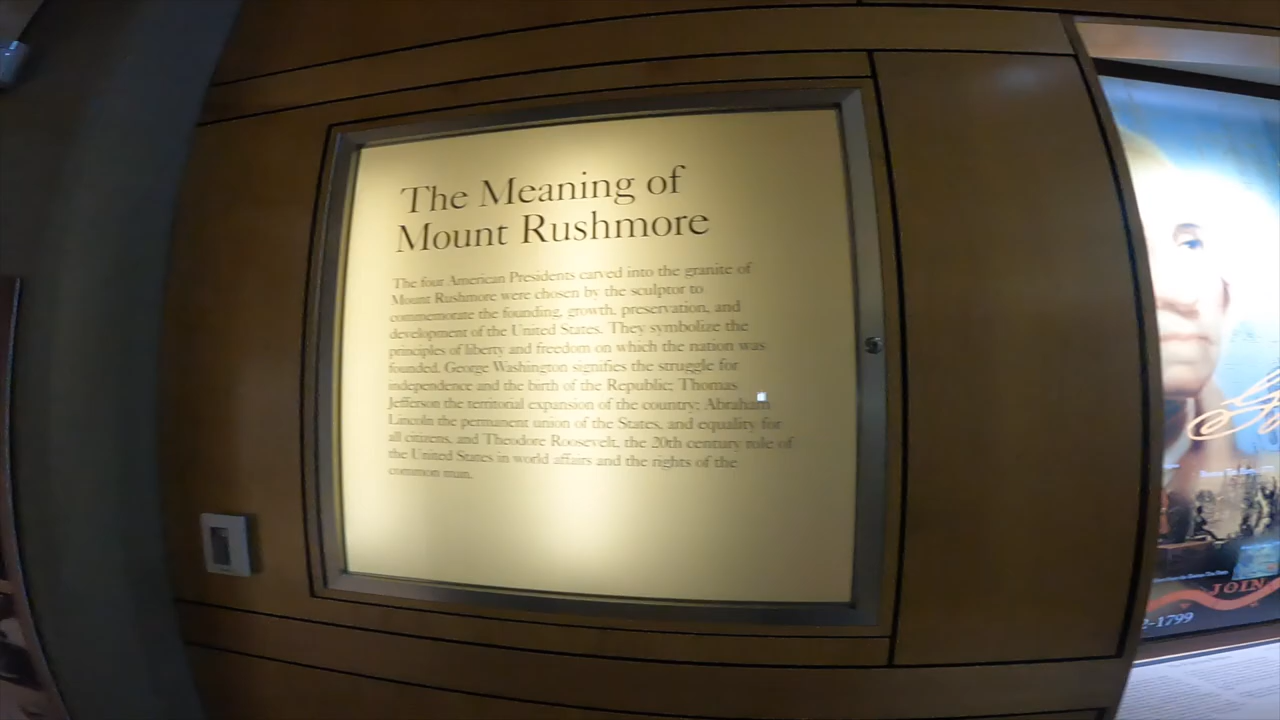 The Meaning of
Mount Rushmore
The four American Presidents carved into the granite of
Mount Rushmore were chosen by the sculptor to
commemorate the founding, growth, preservation, and
development of the United States. They symbolize the
principles of liberty and freedom on which the nation was
founded. George Washington signifies the struggle for
independence and the birth of the Republic; Thomas
Jefferson the territorial expansion of the country; Abraham
Lincoln the permanent union of the States, and equality for
all citizens, and Theodore Roosevelt, the 20th century role of
the United States in world affairs and the rights of the
common man.
JOIN
-1799